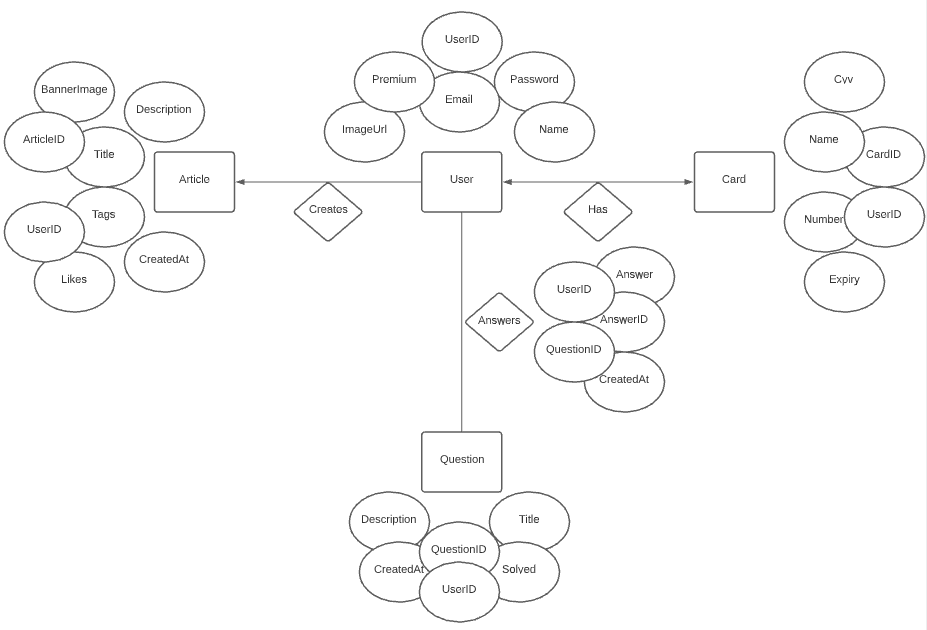 UserID
Premium
Email
Password
ImageUrl
Name
BannerImage
Description
ArticleID
Title
Tags
UserID
CreatedAt
Likes
Article
User
Card
Creates
Has
Cvv
Name
CardID
Number
UserID
Expiry
Answers
Answer
UserID
AnswerID
QuestionID
CreatedAt
Question
Description
Title
QuestionID
CreatedAt
Solved
UserID